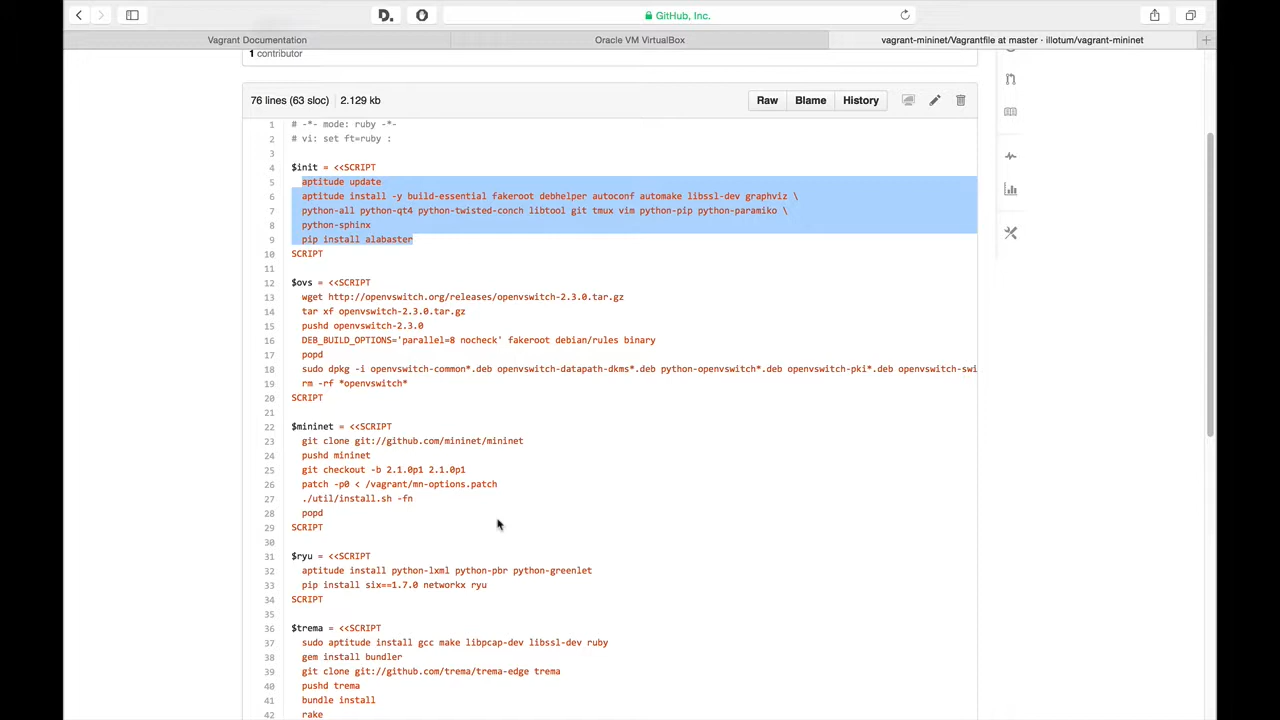 D.
GitHub, Inc.
Vagrant Documentation
Oracle VM VirtualBox
vagrant-mininet/Vagrantfile at master · illotum/vagrant-mininet
1 contributor
76 lines (63 sloc) 2.129 kb
Raw Blame History
1 # -*- mode: ruby -*-
2 # vi: set ft=ruby :
3
4 $init = <<SCRIPT
5 aptitude update
6 aptitude install -y build-essential fakeroot debhelper autoconf automake libssl-dev graphviz \
7 python-all python-qt4 python-twisted-conch libtool git tmux vim python-pip python-paramiko \
8 python-sphinx
9 pip install alabaster
10 SCRIPT
11
12 $ovs = <<SCRIPT
13 wget http://openvswitch.org/releases/openvswitch-2.3.0.tar.gz
14 tar xf openvswitch-2.3.0.tar.gz
15 pushd openvswitch-2.3.0
16 DEB_BUILD_OPTIONS='parallel=8 nocheck' fakeroot debian/rules binary
17 popd
18 sudo dpkg -i openvswitch-common*.deb openvswitch-datapath-dkms*.deb python-openvswitch*.deb openvswitch-pki*.deb openvswitch-swi
19 rm -rf *openvswitch*
20 SCRIPT
21
22 $mininet = <<SCRIPT
23 git clone git://github.com/mininet/mininet
24 pushd mininet
25 git checkout -b 2.1.0p1 2.1.0p1
26 patch -p0 < /vagrant/mn-options.patch
27 ./util/install.sh -fn
28 popd
29 SCRIPT
30
31 $ryu = <<SCRIPT
32 aptitude install python-lxml python-pbr python-greenlet
33 pip install six==1.7.0 networkx ryu
34 SCRIPT
35
36 $trema = <<SCRIPT
37 sudo aptitude install gcc make libpcap-dev libssl-dev ruby
38 gem install bundler
39 git clone git://github.com/trema/trema-edge trema
40 pushd trema
41 bundle install
42 rake